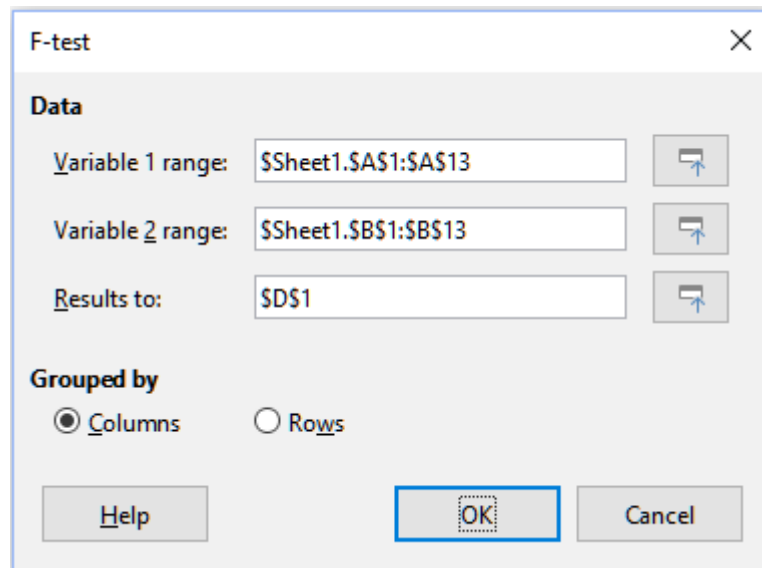 F-test
Data
Variable 1 range: $Sheet1.$A$1:$A$13
Variable 2 range: $Sheet1.$B$1:$B$13
Results to: $D$1
Grouped by
Columns Rows
Help OK Cancel